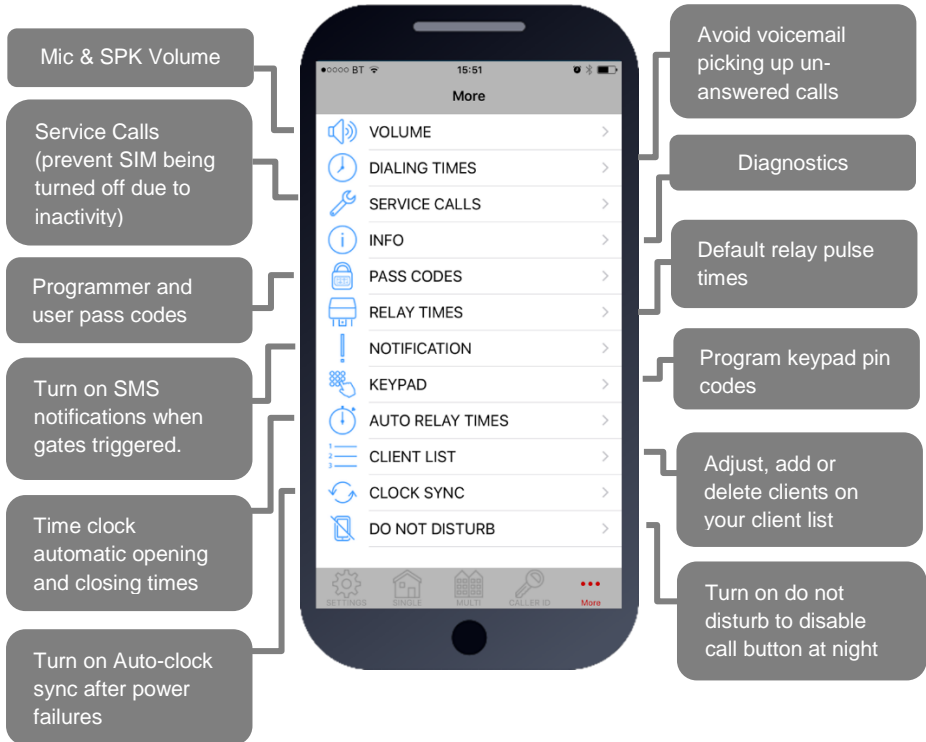 Mic & SPK Volume
Service Calls
(prevent SIM being
turned off due to
inactivity)
Programmer and
user pass codes
Turn on SMS
notifications when
gates triggered.
Time clock
automatic opening
and closing times
Turn on Auto-clock
sync after power
failures
BT
15:51
More
VOLUME
DIALING TIMES
SERVICE CALLS
INFO
PASS CODES
RELAY TIMES
NOTIFICATION
KEYPAD
AUTO RELAY TIMES
1
2
3
CLIENT LIST
CLOCK SYNC
DO NOT DISTURB
SETTINGS SINGLE MULTI CALLER ID More
Avoid voicemail
picking up un-
answered calls
Diagnostics
Default relay pulse
times
Program keypad pin
codes
Adjust, add or
delete clients on
your client list
Turn on do not
disturb to disable
call button at night